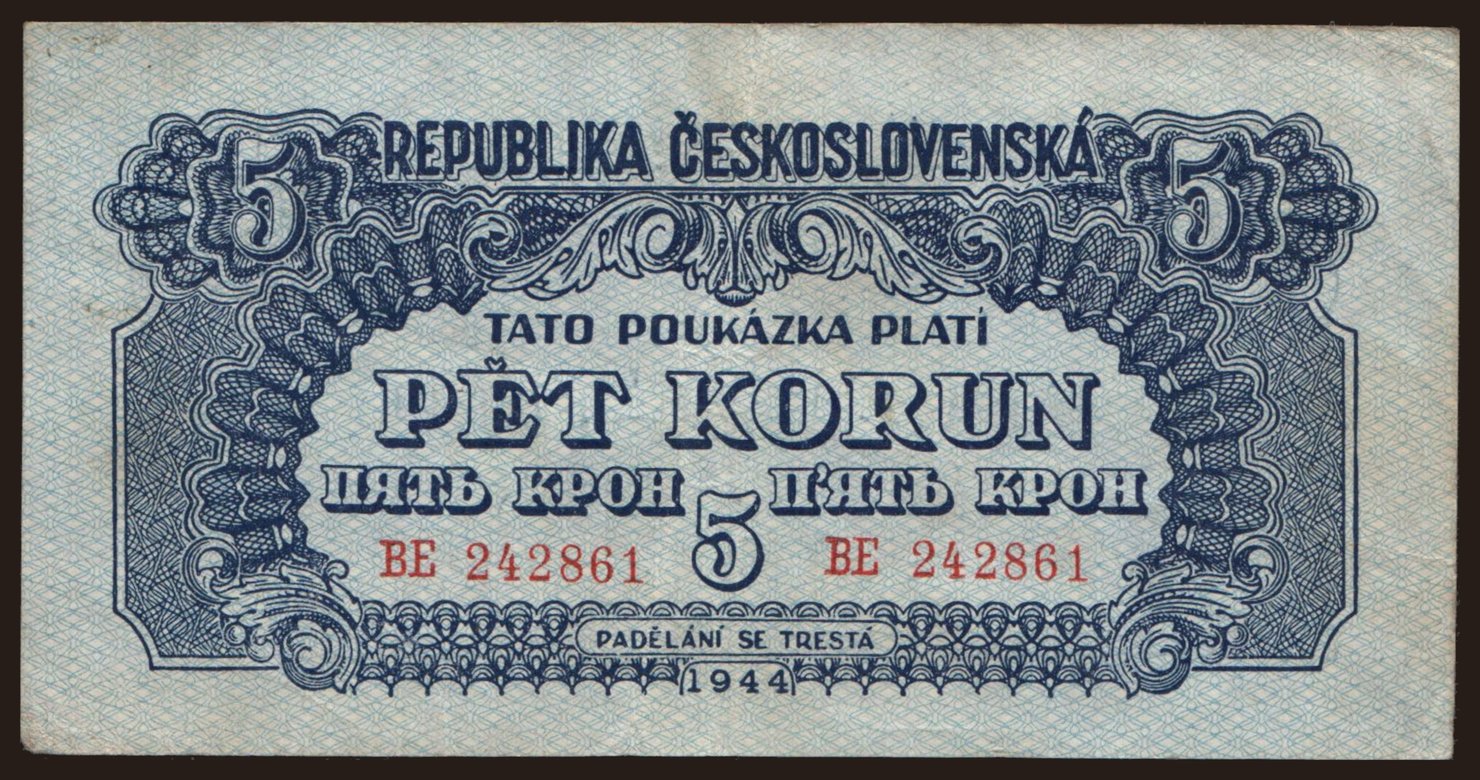 5 REPUBLIKA ČESKOSLOVENSKÁ 5
TATO POUKÁZKA PLATÍ
PĚT KORUN
ПЯТЬ КРОН П'ЯТЬ КРОН
BE 242861 5 BE 242861
PADĚLÁNÍ SE TRESTÁ
1944